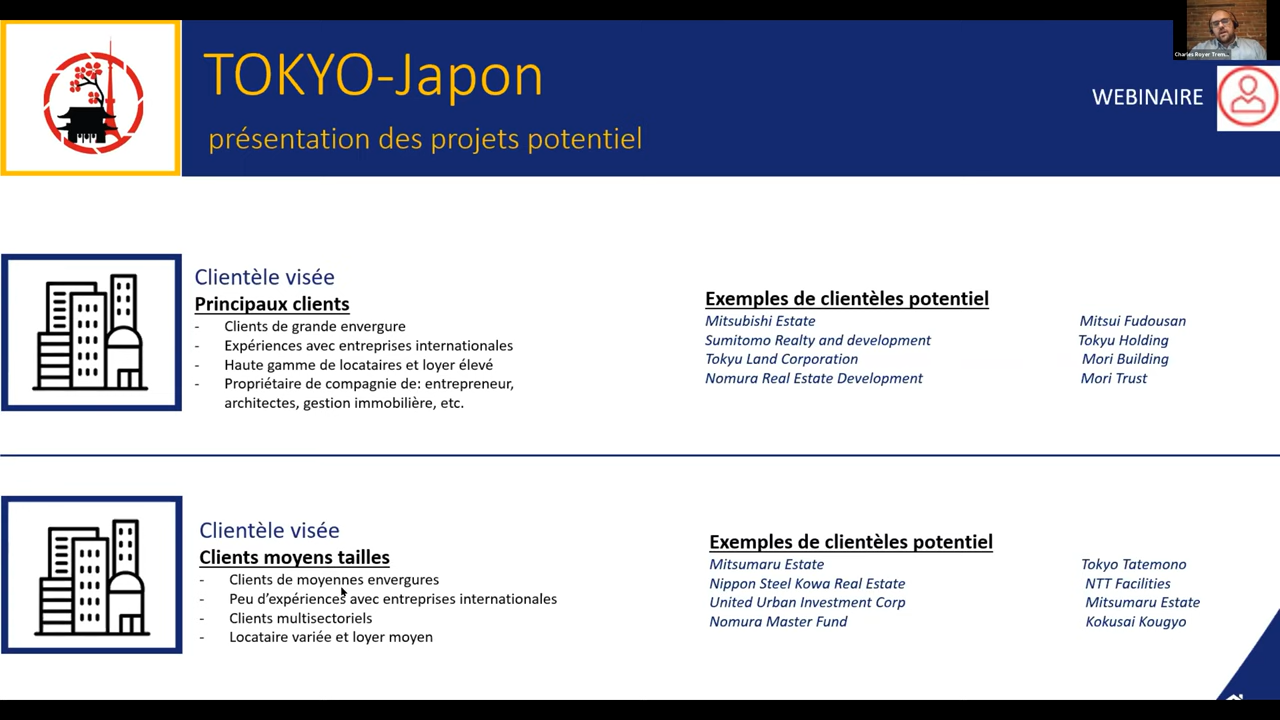 TOKYO-Japon
présentation des projets potentiel
WEBINAIRE
Charles Royer Trem...
Clientèle visée
Principaux clients
- Clients de grande envergure
- Expériences avec entreprises internationales
- Haute gamme de locataires et loyer élevé
- Propriétaire de compagnie de: entrepreneur,
architectes, gestion immobilière, etc.
Exemples de clientèles potentiel
Mitsubishi Estate Mitsui Fudousan
Sumitomo Realty and development Tokyu Holding
Tokyu Land Corporation Mori Building
Nomura Real Estate Development Mori Trust
Clientèle visée
Clients moyens tailles
- Clients de moyennes envergures
- Peu d’expériences avec entreprises internationales
- Clients multisectoriels
- Locataire variée et loyer moyen
Exemples de clientèles potentiel
Mitsumaru Estate Tokyo Tatemono
Nippon Steel Kowa Real Estate NTT Facilities
United Urban Investment Corp Mitsumaru Estate
Nomura Master Fund Kokusai Kougyo